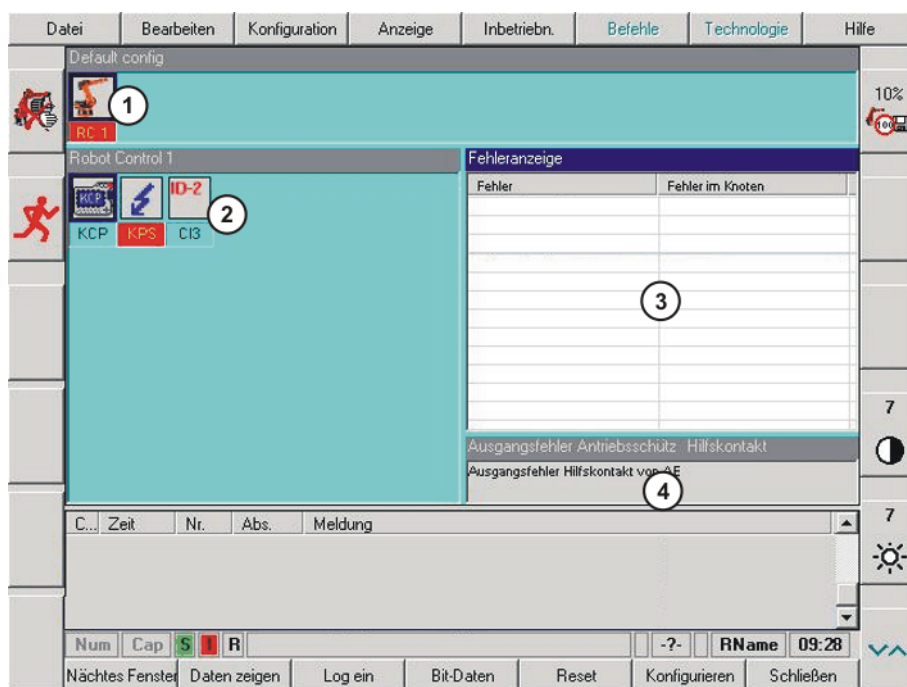 Datei Bearbeiten Konfiguration Anzeige Inbetriebn. Befehle Technologie Hilfe
Default config
1
RC 1
10%
100
Robot Control 1
KCP ID-2
2
KCP KPS CI3
Fehleranzeige
Fehler Fehler im Knoten
3
7
Ausgangsfehler Antriebsschütz Hilfskontakt
Ausgangsfehler Hilfskontakt von AE
4
7
C... Zeit Nr. Abs. Meldung
Num Cap S I R -?- RName 09:28
Nächtes Fenster Daten zeigen Log ein Bit-Daten Reset Konfigurieren Schließen